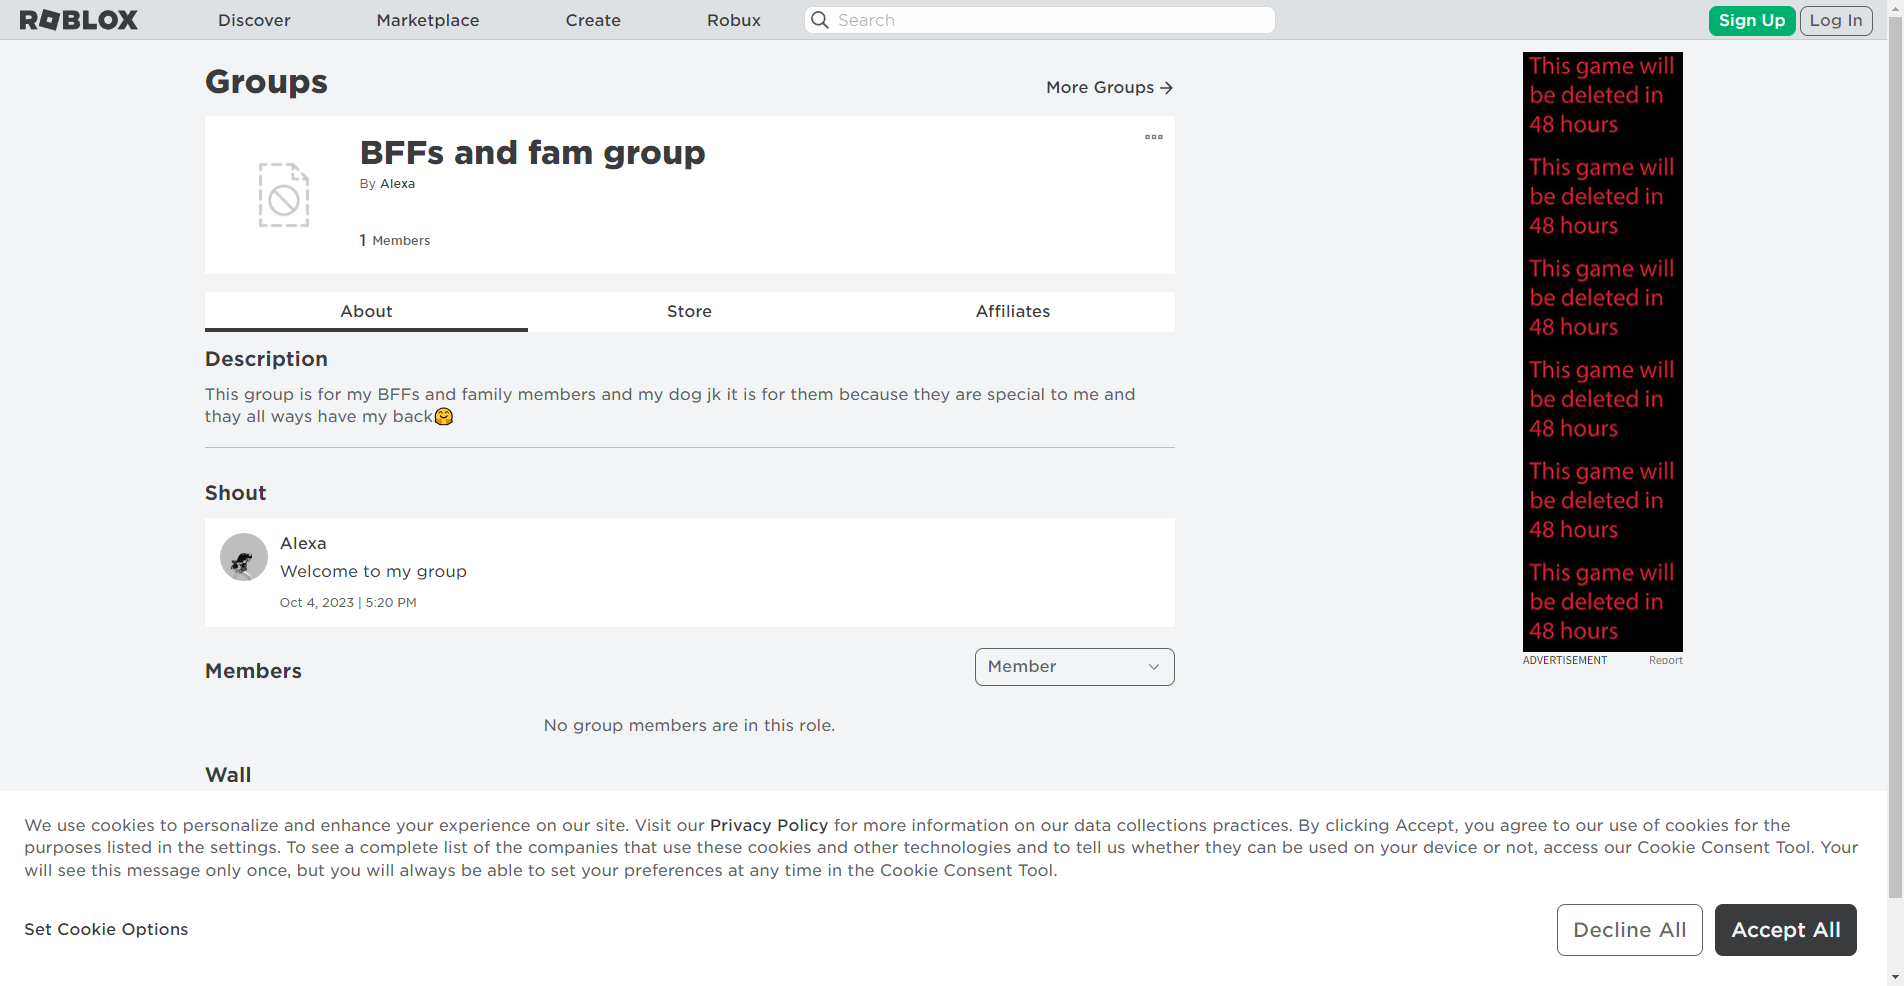 ROBLOX
Discover
Marketplace
Create
Robux
Search
Sign Up
Log In
Groups
More Groups
BFFs and fam group
By Alexa
1 Members
About
Store
Affiliates
Description
This group is for my BFFs and family members and my dog jk it is for them because they are special to me and
thay all ways have my back🤗
Shout
Alexa
Welcome to my group
Oct 4, 2023 | 5:20 PM
Members
Member
No group members are in this role.
Wall
This game will
be deleted in
48 hours
This game will
be deleted in
48 hours
This game will
be deleted in
48 hours
This game will
be deleted in
48 hours
This game will
be deleted in
48 hours
This game will
be deleted in
48 hours
ADVERTISEMENT
Report
We use cookies to personalize and enhance your experience on our site. Visit our Privacy Policy for more information on our data collections practices. By clicking Accept, you agree to our use of cookies for the
purposes listed in the settings. To see a complete list of the companies that use these cookies and other technologies and to tell us whether they can be used on your device or not, access our Cookie Consent Tool. Your
will see this message only once, but you will always be able to set your preferences at any time in the Cookie Consent Tool.
Set Cookie Options
Decline All
Accept All